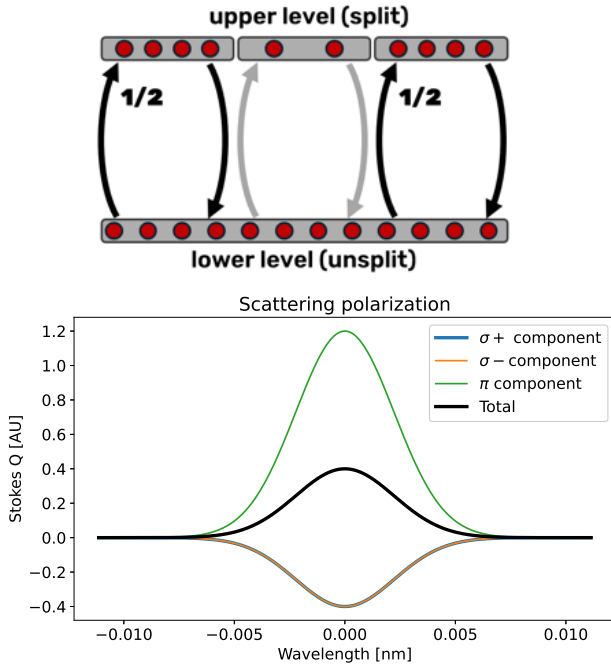 upper level (split)
1/2
1/2
lower level (unsplit)
Scattering polarization
Stokes Q [AU]
1.2
1.0
0.8
0.6
0.4
0.2
0.0
−0.2
−0.4
σ+ component
σ− component
π component
Total
−0.010
−0.005
0.000
0.005
0.010
Wavelength [nm]